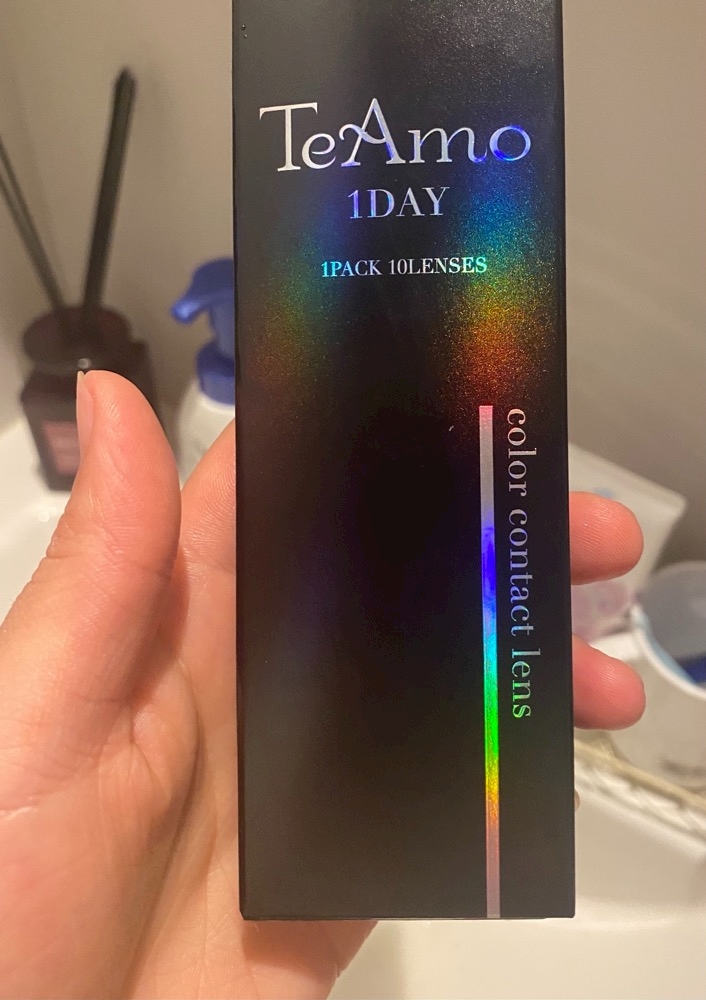 TeAmo
1DAY
1PACK 10LENSES
color contact lens